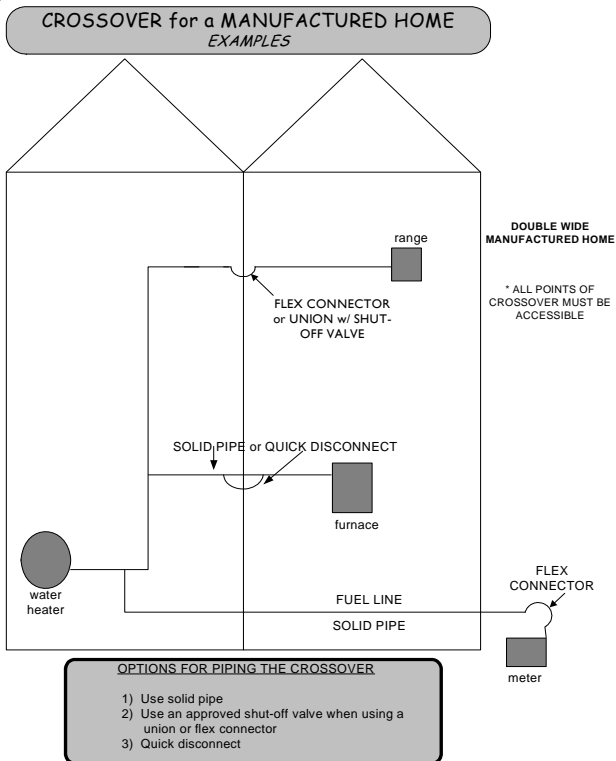 CROSSOVER for a MANUFACTURED HOME
EXAMPLES
range
DOUBLE WIDE
MANUFACTURED HOME
* ALL POINTS OF
CROSSOVER MUST BE
ACCESSIBLE
FLEX CONNECTOR
or UNION w/ SHUT-
OFF VALVE
SOLID PIPE or QUICK DISCONNECT
furnace
water
heater
FLEX
CONNECTOR
FUEL LINE
SOLID PIPE
meter
OPTIONS FOR PIPING THE CROSSOVER
1) Use solid pipe
2) Use an approved shut-off valve when using a
union or flex connector
3) Quick disconnect